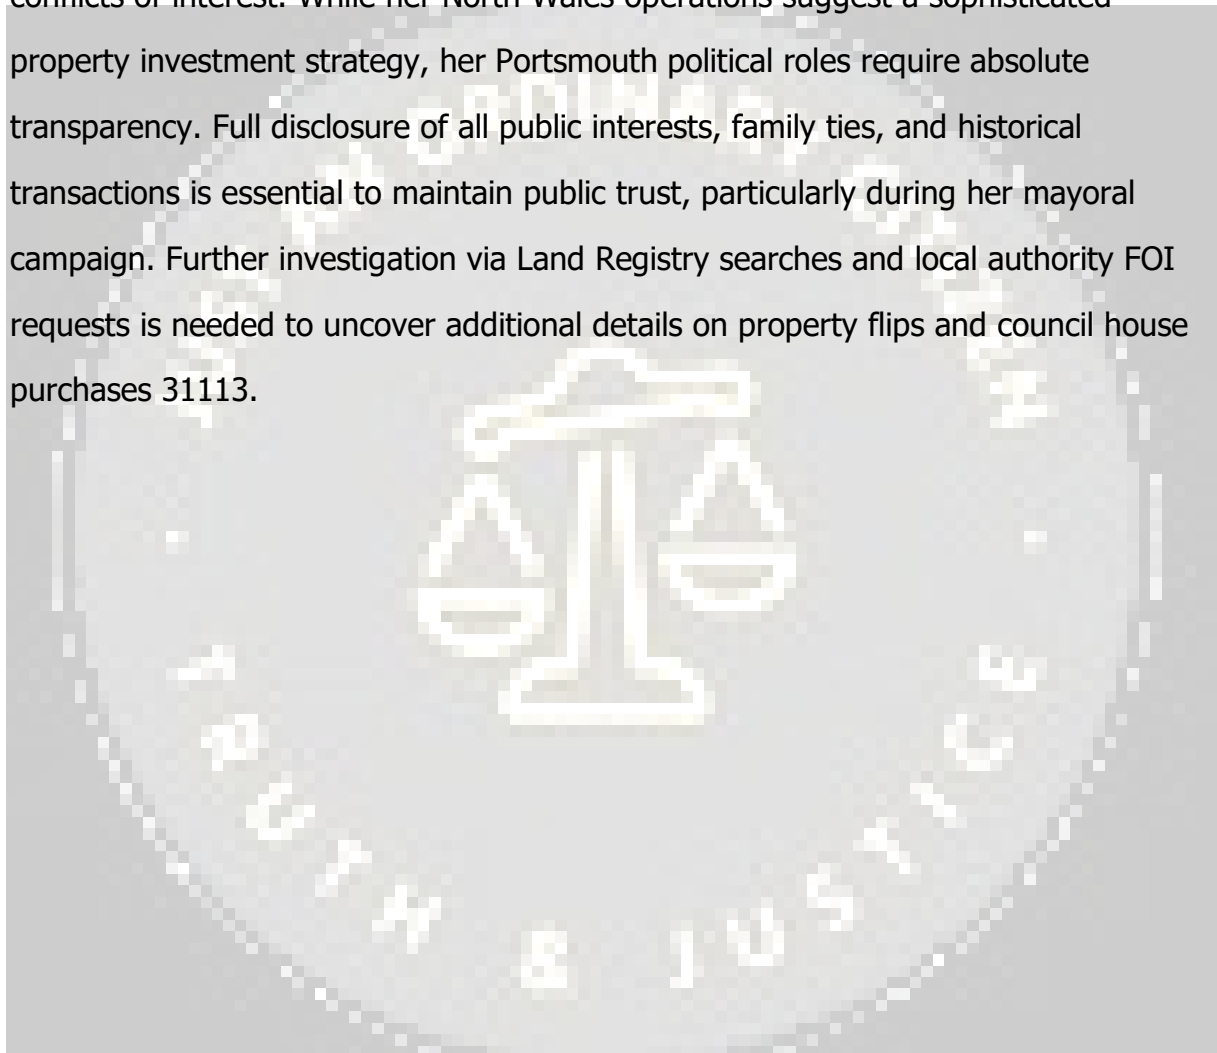 conflicts of interest. While her North Wales operations suggest a sophisticated
property investment strategy, her Portsmouth political roles require absolute
transparency. Full disclosure of all public interests, family ties, and historical
transactions is essential to maintain public trust, particularly during her mayoral
campaign. Further investigation via Land Registry searches and local authority FOI
requests is needed to uncover additional details on property flips and council house
purchases 31113.
ORDINARY
TRUTH & JUSTICE